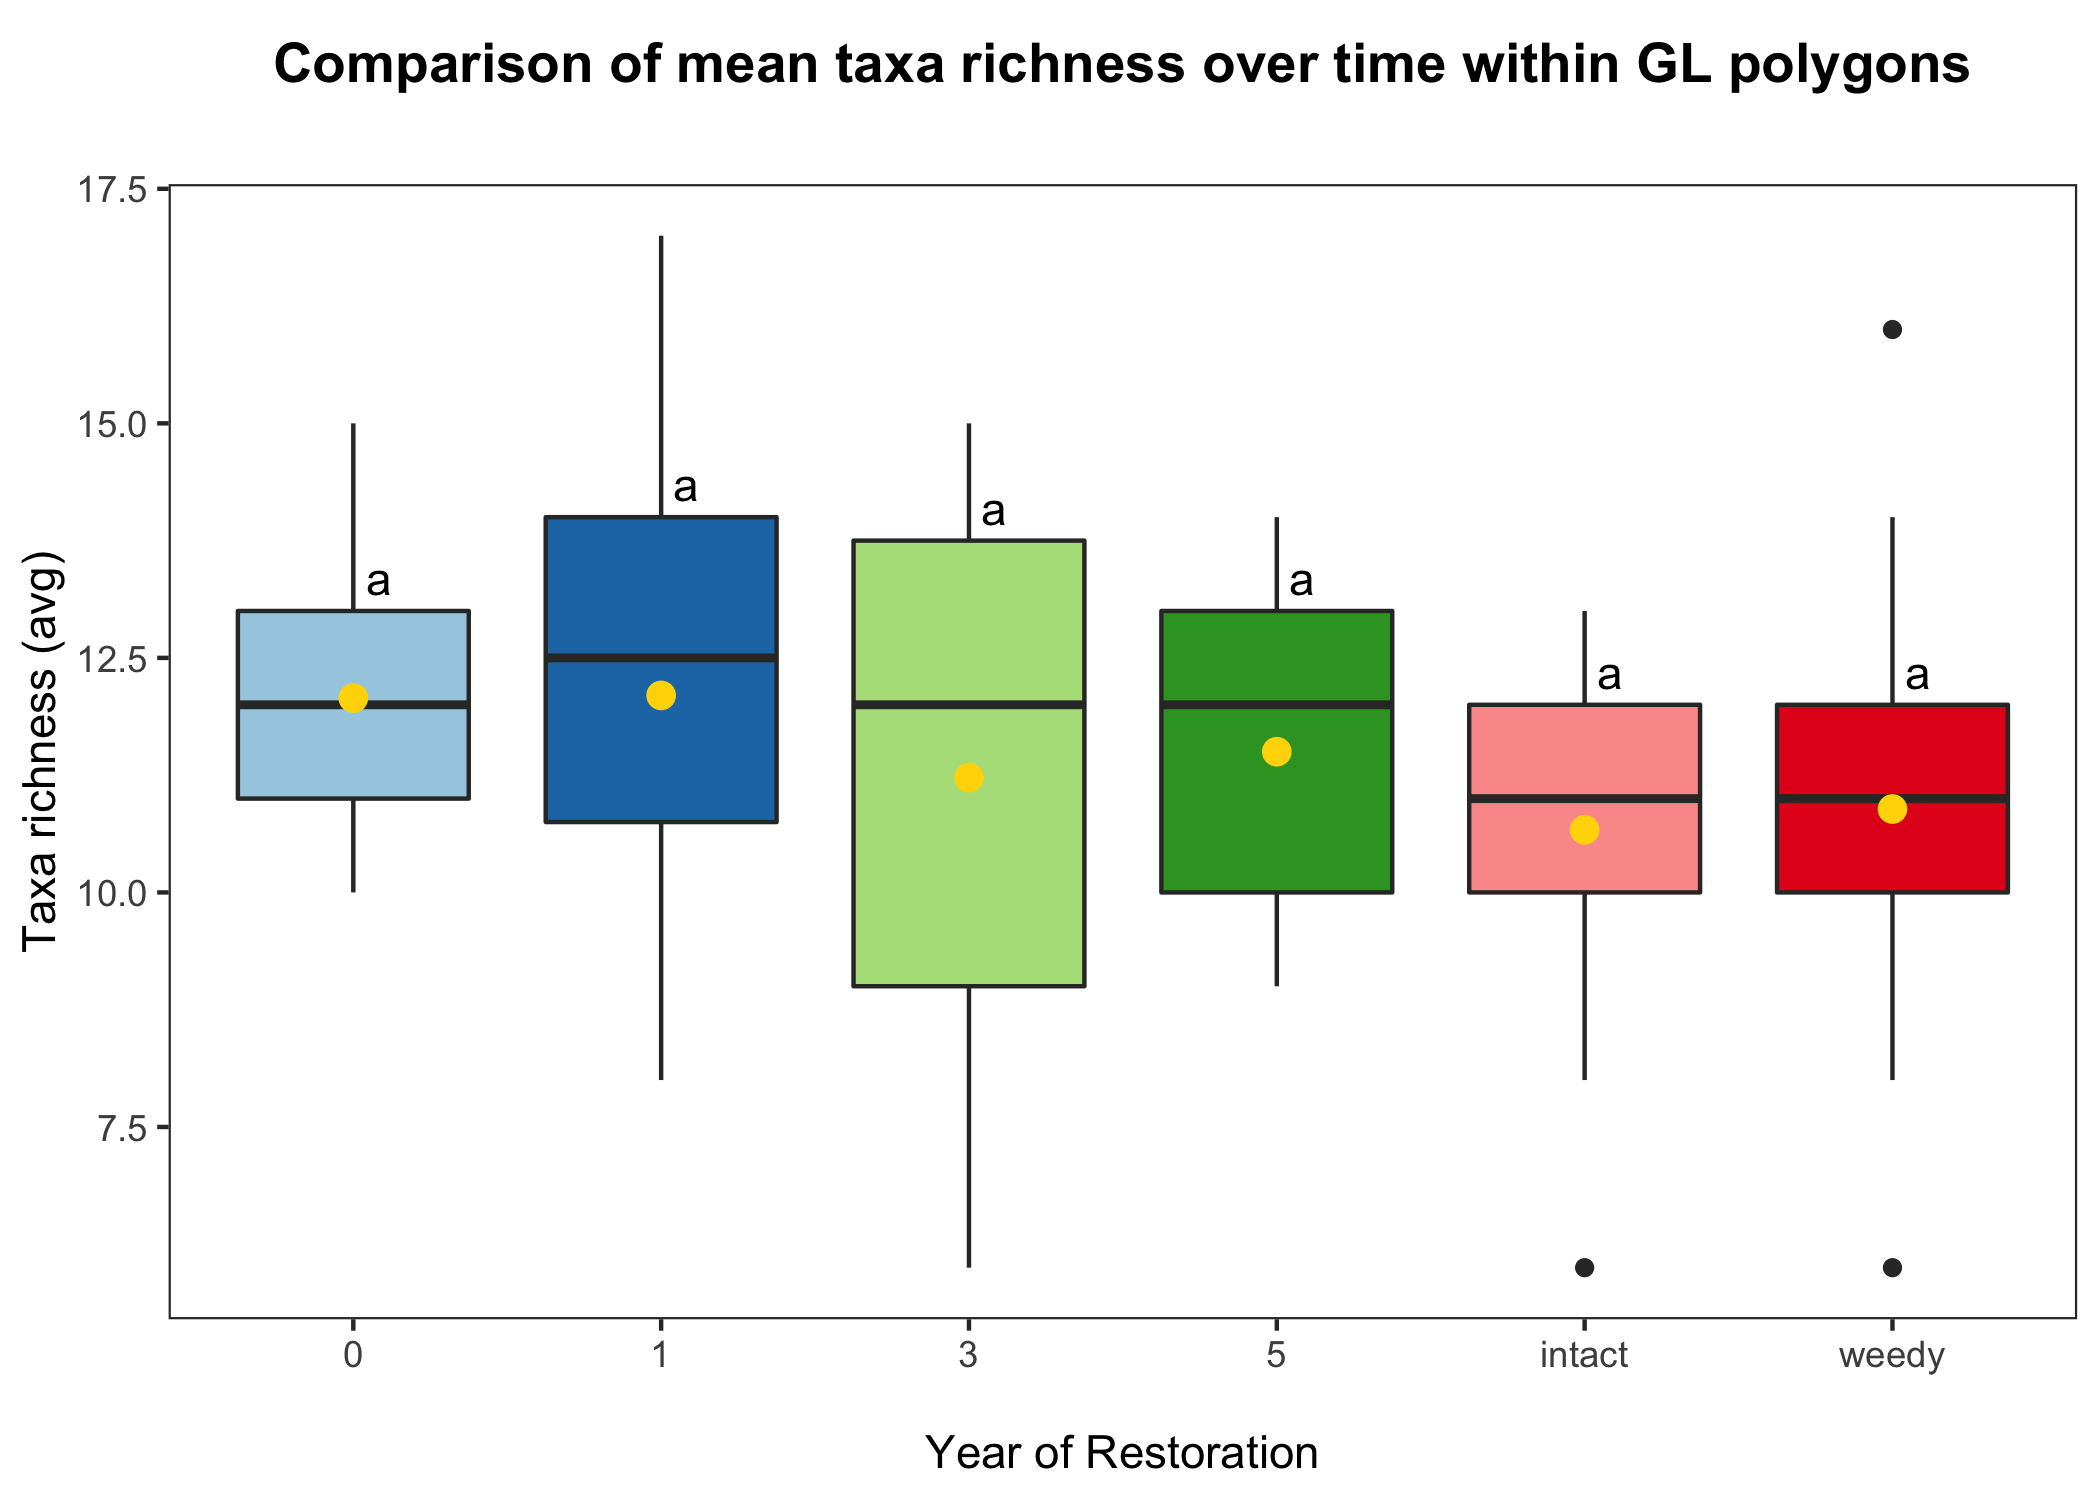 Comparison of mean taxa richness over time within GL polygons
Taxa richness (avg)
17.5
15.0
12.5
10.0
7.5
a
a
a
a
a
a
0 1 3 5 intact weedy
Year of Restoration